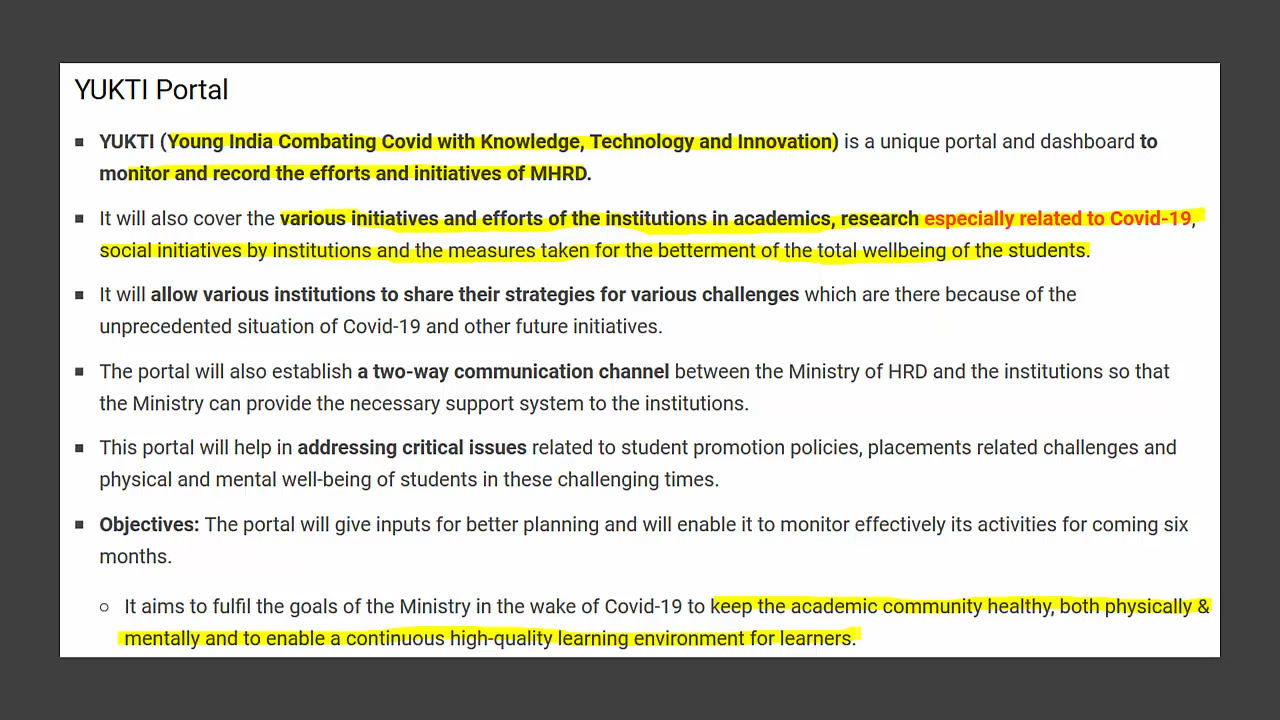 YUKTI Portal
▪ YUKTI (Young India Combating Covid with Knowledge, Technology and Innovation) is a unique portal and dashboard to
monitor and record the efforts and initiatives of MHRD.
▪ It will also cover the various initiatives and efforts of the institutions in academics, research especially related to Covid-19,
social initiatives by institutions and the measures taken for the betterment of the total wellbeing of the students.
▪ It will allow various institutions to share their strategies for various challenges which are there because of the
unprecedented situation of Covid-19 and other future initiatives.
▪ The portal will also establish a two-way communication channel between the Ministry of HRD and the institutions so that
the Ministry can provide the necessary support system to the institutions.
▪ This portal will help in addressing critical issues related to student promotion policies, placements related challenges and
physical and mental well-being of students in these challenging times.
▪ Objectives: The portal will give inputs for better planning and will enable it to monitor effectively its activities for coming six
months.
○ It aims to fulfil the goals of the Ministry in the wake of Covid-19 to keep the academic community healthy, both physically &
mentally and to enable a continuous high-quality learning environment for learners.